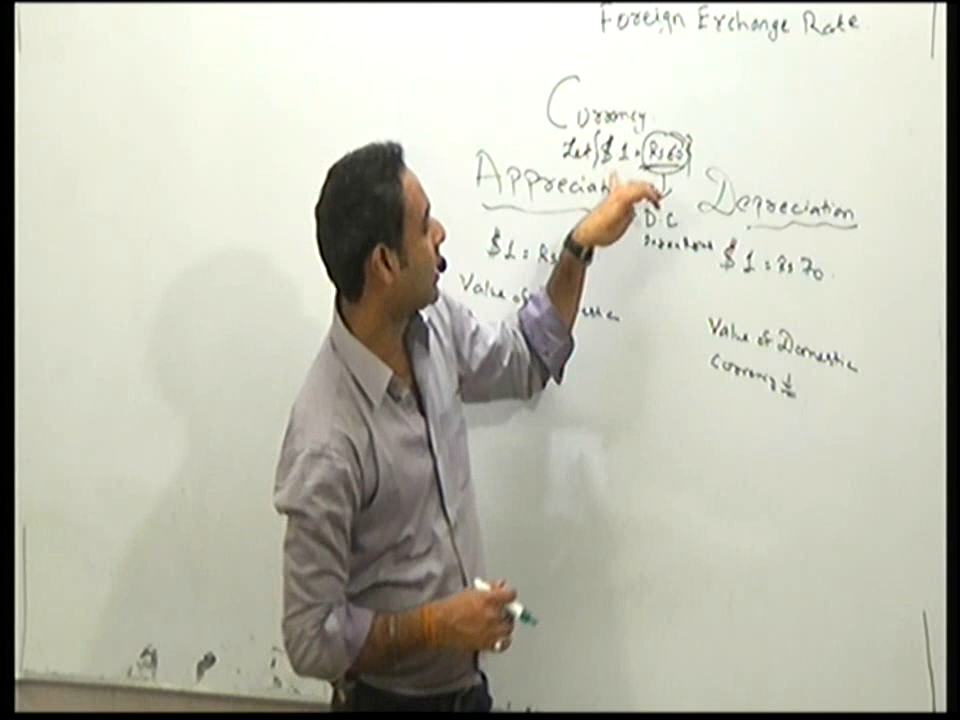 Foreign Exchange Rate
Currency
Let {$ 1 = Rs 60}
Appreciati
Depreciation
D.C
$ 1 = Rs
$ 1 = Rs 70
Value of
Value of Domestic
Currency ↓